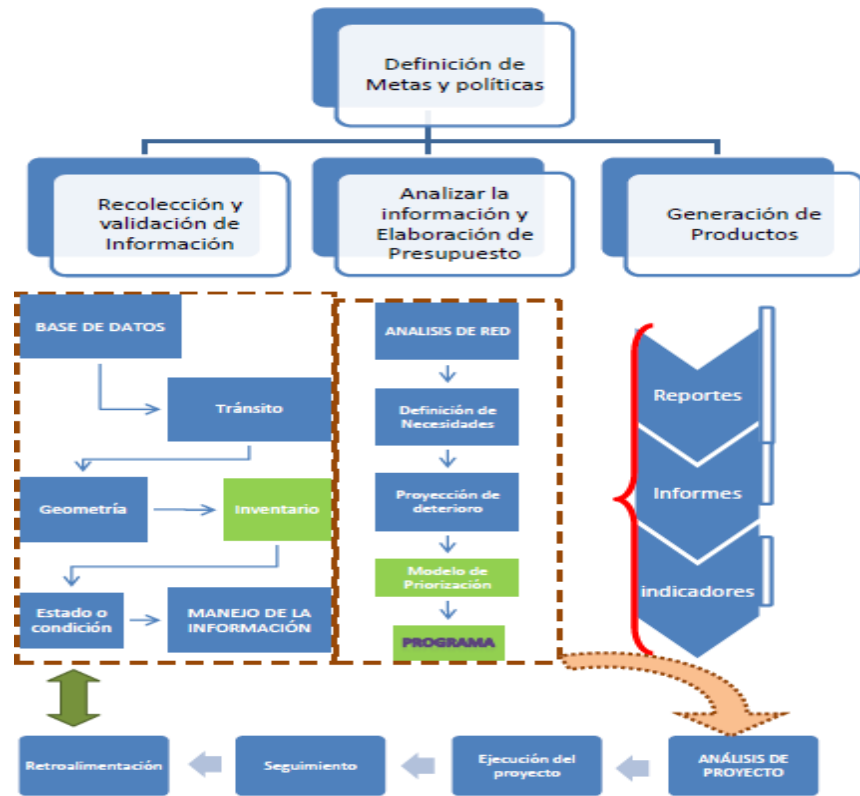 Definición de
Metas y políticas
Recolección y
validación de
Información
Analizar la
información y
Elaboración de
Presupuesto
Generación de
Productos
BASE DE DATOS
Tránsito
Geometría
Inventario
Estado o
condición
MANEJO DE LA
INFORMACIÓN
ANALISIS DE RED
Definición de
Necesidades
Proyección de
deterioro
Modelo de
Priorización
PROGRAMA
Reportes
Informes
indicadores
Retroalimentación
Seguimiento
Ejecución del
proyecto
ANÁLISIS DE
PROYECTO